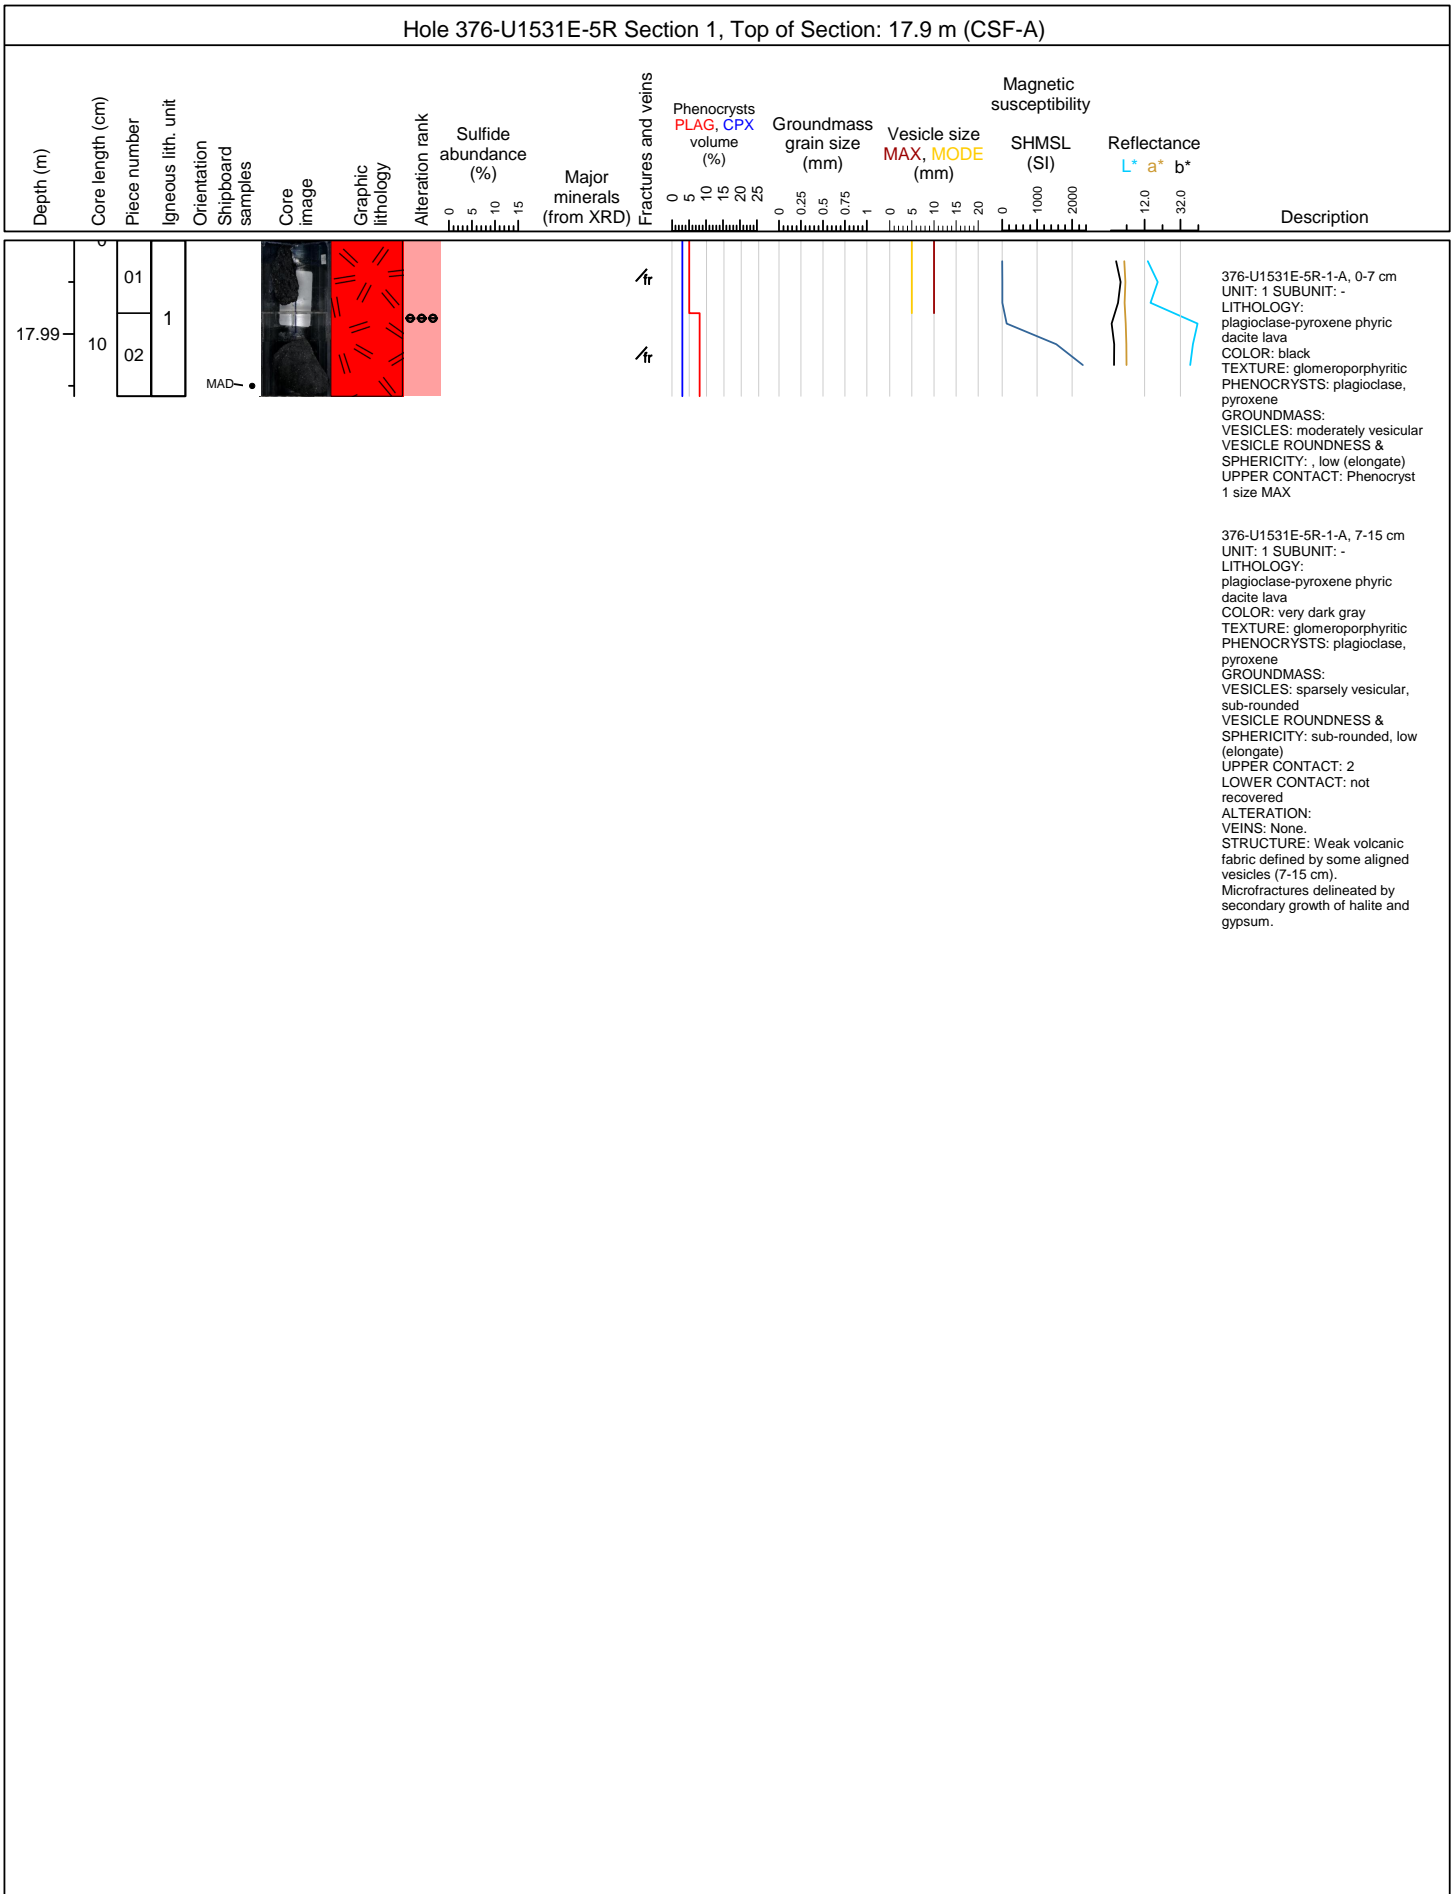 Hole 376-U1531E-5R Section 1, Top of Section: 17.9 m (CSF-A)
Depth (m)
Core length (cm)
Piece number
Igneous lith. unit
Orientation
Shipboard
samples
Core
image
Graphic
lithology
Alteration rank
Sulfide
abundance
(%)
0 5 10 15
Major
minerals
(from XRD)
Fractures and veins
Phenocrysts
PLAG, CPX
volume
(%)
0 5 10 15 20 25
Groundmass
grain size
(mm)
0 0.25 0.5 0.75 1
Vesicle size
MAX, MODE
(mm)
0 5 10 15 20
Magnetic
susceptibility
SHMSL
(SI)
0 1000 2000
Reflectance
L* a* b*
12.0 32.0
Description
17.99
0
10
01
02
1
MAD
fr
fr
376-U1531E-5R-1-A, 0-7 cm
UNIT: 1 SUBUNIT: -
LITHOLOGY:
plagioclase-pyroxene phyric
dacite lava
COLOR: black
TEXTURE: glomeroporphyritic
PHENOCRYSTS: plagioclase,
pyroxene
GROUNDMASS:
VESICLES: moderately vesicular
VESICLE ROUNDNESS &
SPHERICITY: , low (elongate)
UPPER CONTACT: Phenocryst
1 size MAX
376-U1531E-5R-1-A, 7-15 cm
UNIT: 1 SUBUNIT: -
LITHOLOGY:
plagioclase-pyroxene phyric
dacite lava
COLOR: very dark gray
TEXTURE: glomeroporphyritic
PHENOCRYSTS: plagioclase,
pyroxene
GROUNDMASS:
VESICLES: sparsely vesicular,
sub-rounded
VESICLE ROUNDNESS &
SPHERICITY: sub-rounded, low
(elongate)
UPPER CONTACT: 2
LOWER CONTACT: not
recovered
ALTERATION:
VEINS: None.
STRUCTURE: Weak volcanic
fabric defined by some aligned
vesicles (7-15 cm).
Microfractures delineated by
secondary growth of halite and
gypsum.